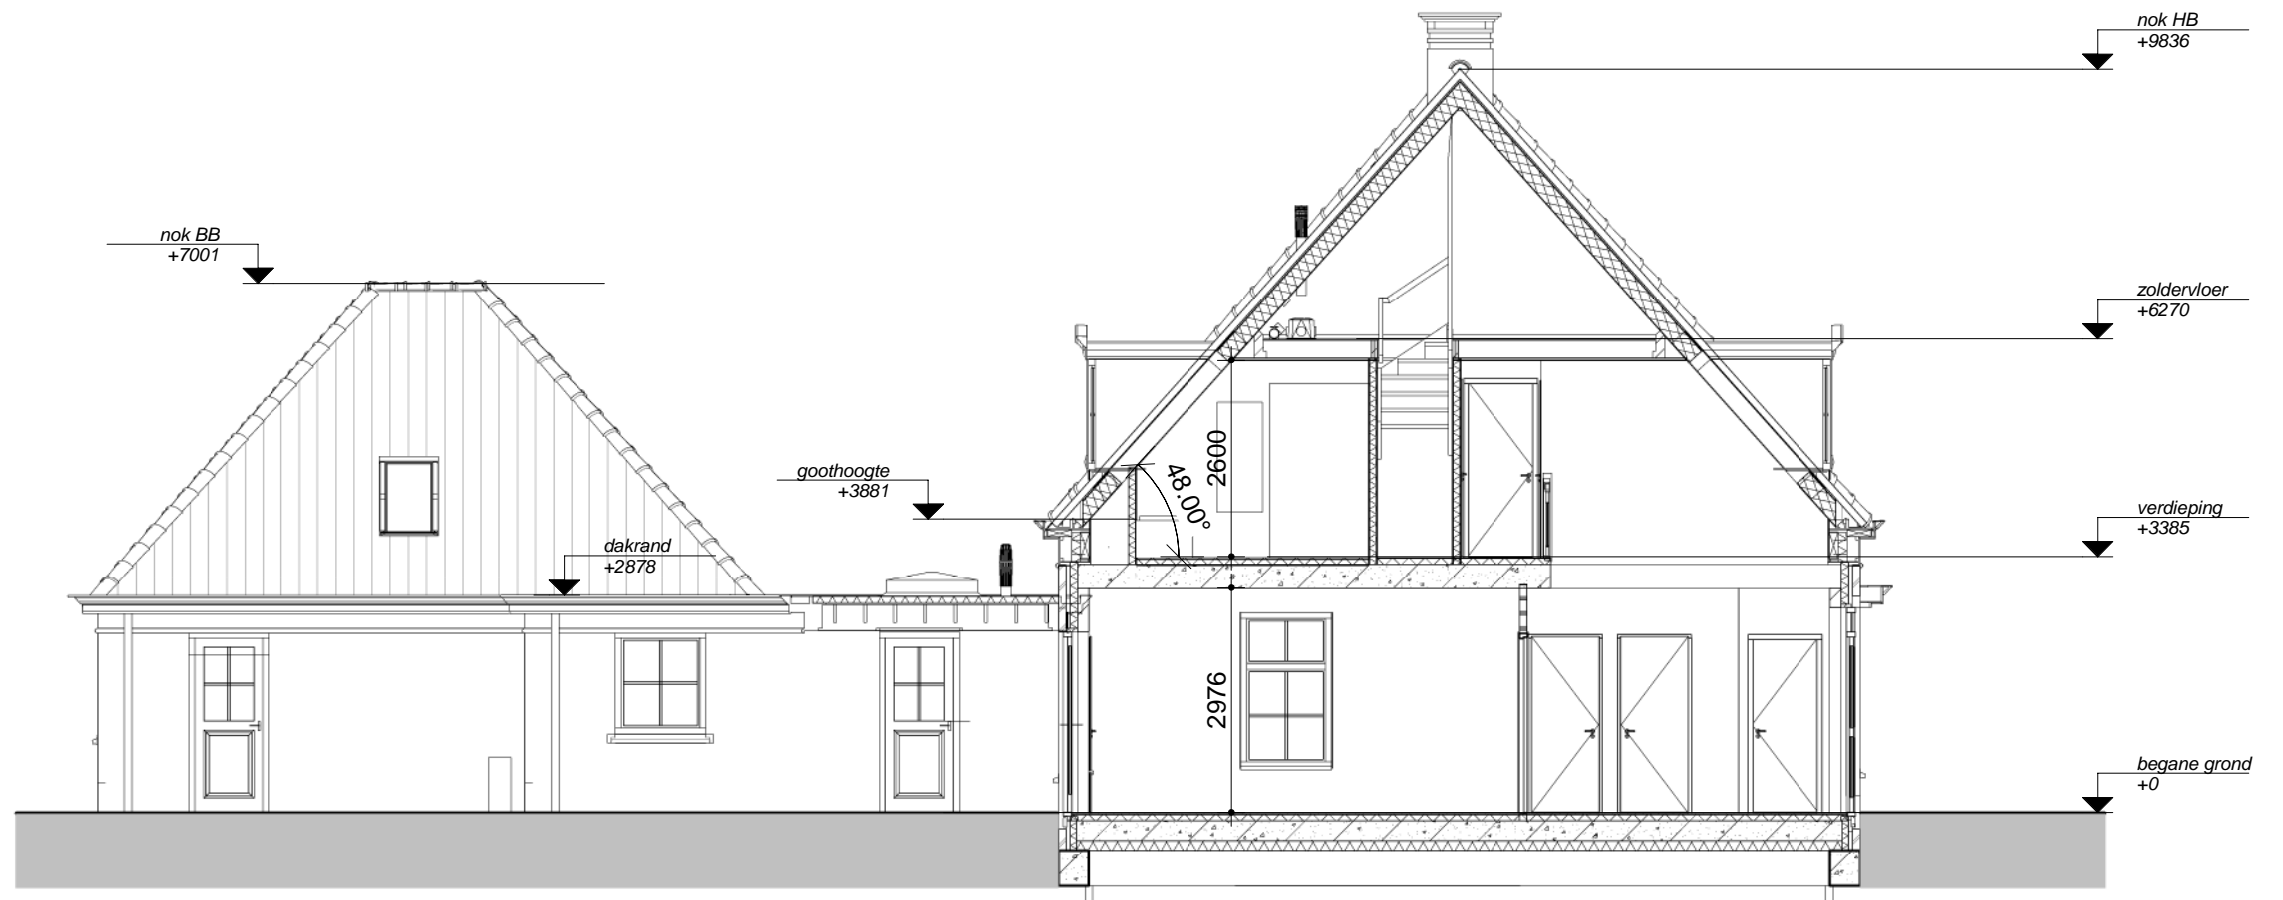 nok HB
+9836
nok BB
+7001
zoldervloer
+6270
goothoogte
+3881
2600
48.00°
verdieping
+3385
dakrand
+2878
2976
begane grond
+0